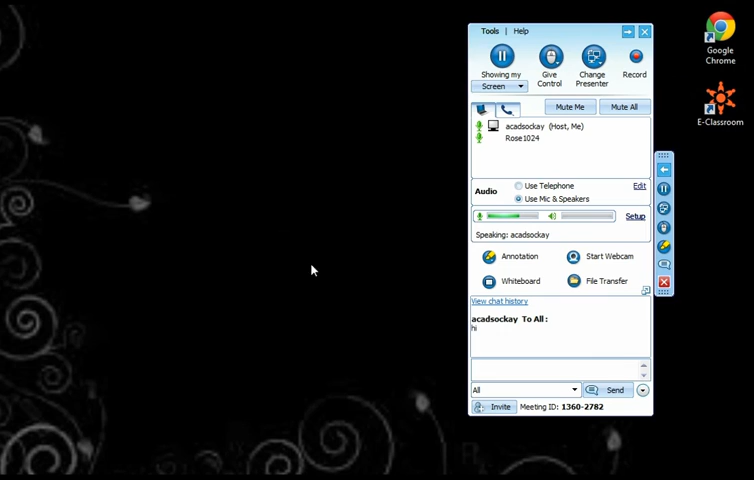 Tools | Help
Showing my
Screen
Give
Control
Change
Presenter
Record
Mute Me
Mute All
acadsockay (Host, Me)
Rose1024
Audio
Use Telephone
Edit
Use Mic & Speakers
Setup
Speaking: acadsockay
Annotation
Start Webcam
Whiteboard
File Transfer
View chat history
acadsockay To All :
hi
All
Send
Invite
Meeting ID: 1360-2782
Google
Chrome
E-Classroom